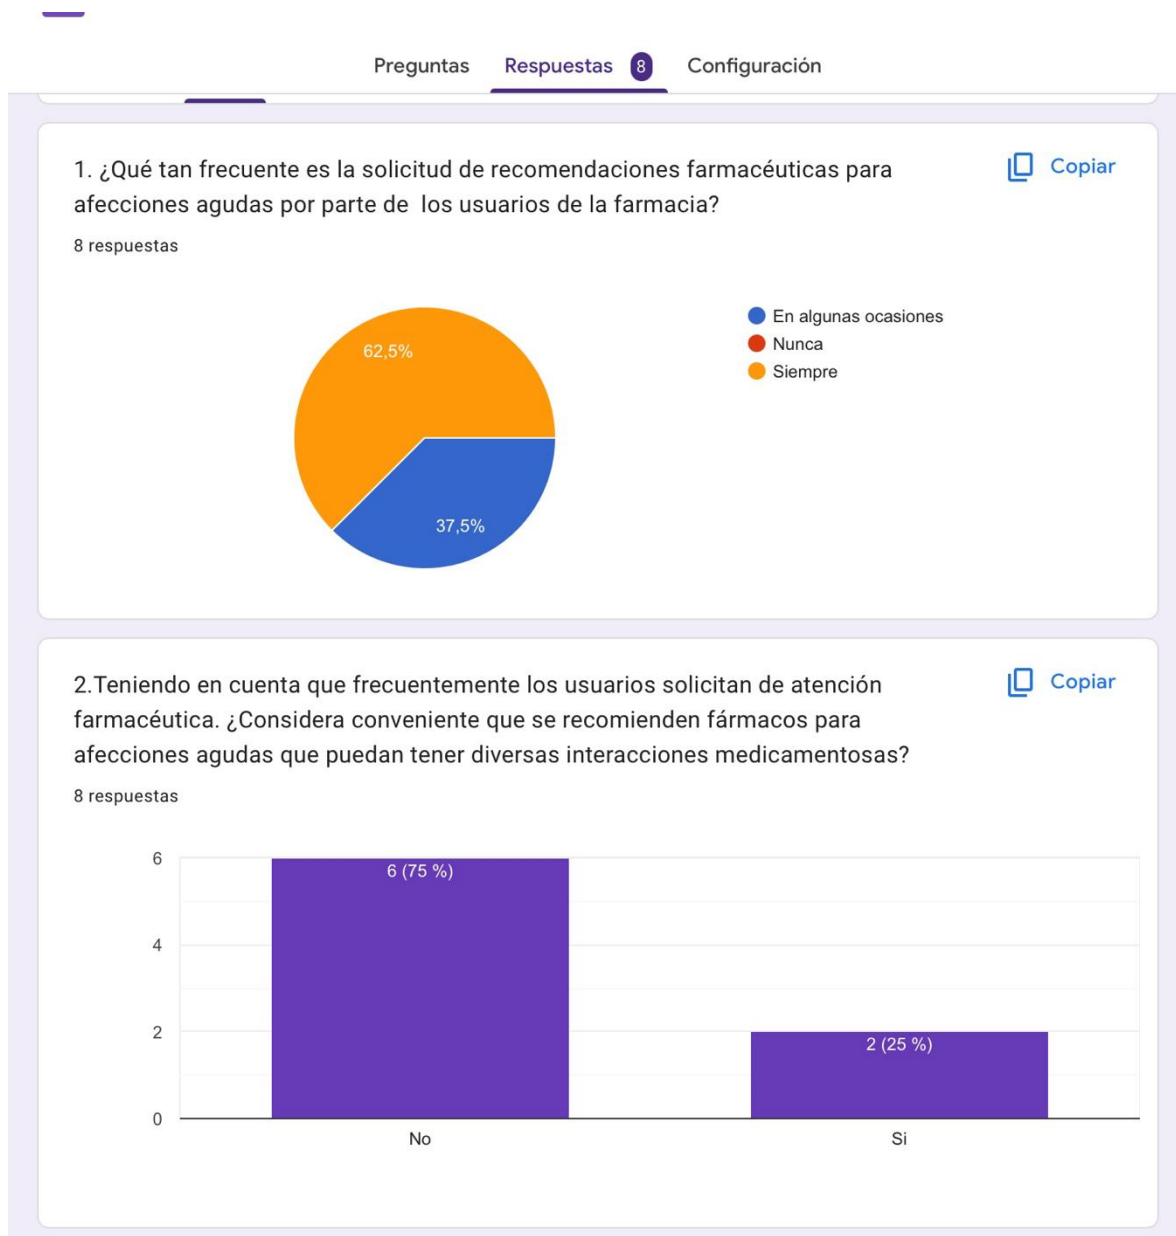 Preguntas Respuestas 8 Configuración
1. ¿Qué tan frecuente es la solicitud de recomendaciones farmacéuticas para
afecciones agudas por parte de  los usuarios de la farmacia?
Copiar
8 respuestas
62,5%
37,5%
En algunas ocasiones
Nunca
Siempre
2.Teniendo en cuenta que frecuentemente los usuarios solicitan de atención
farmacéutica. ¿Considera conveniente que se recomienden fármacos para
afecciones agudas que puedan tener diversas interacciones medicamentosas?
Copiar
8 respuestas
6
4
2
0
6 (75 %)
2 (25 %)
No
Si